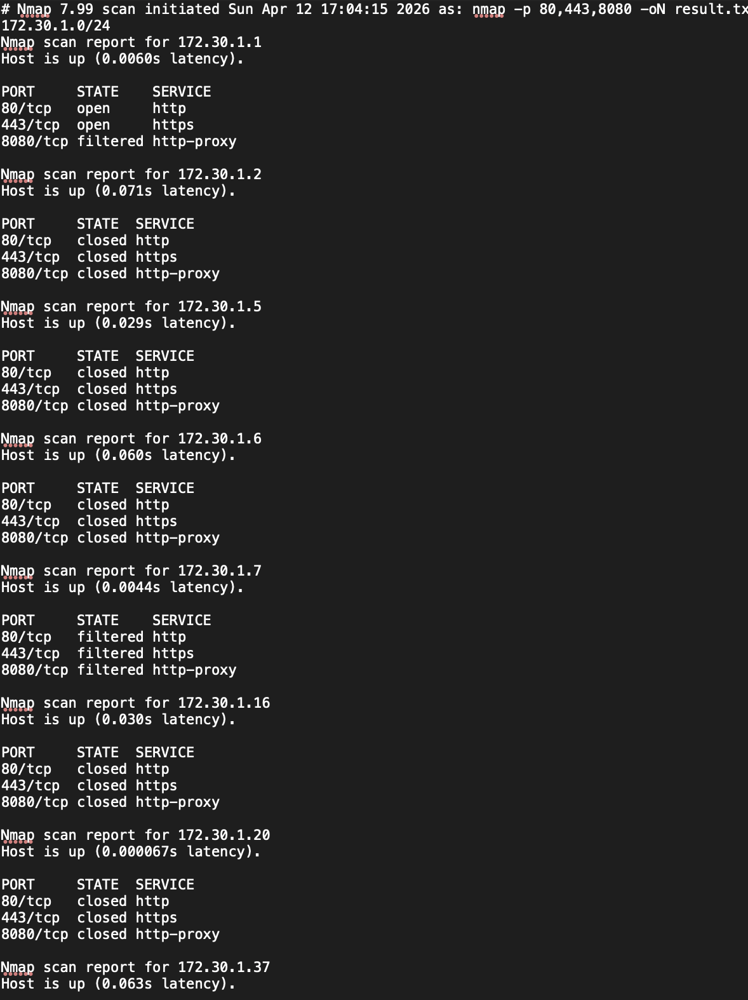 # Nmap 7.99 scan initiated Sun Apr 12 17:04:15 2026 as: nmap -p 80,443,8080 -oN result.tx
172.30.1.0/24
Nmap scan report for 172.30.1.1
Host is up (0.0060s latency).
PORT     STATE    SERVICE
80/tcp   open     http
443/tcp  open     https
8080/tcp filtered http-proxy
Nmap scan report for 172.30.1.2
Host is up (0.071s latency).
PORT     STATE  SERVICE
80/tcp   closed http
443/tcp  closed https
8080/tcp closed http-proxy
Nmap scan report for 172.30.1.5
Host is up (0.029s latency).
PORT     STATE  SERVICE
80/tcp   closed http
443/tcp  closed https
8080/tcp closed http-proxy
Nmap scan report for 172.30.1.6
Host is up (0.060s latency).
PORT     STATE  SERVICE
80/tcp   closed http
443/tcp  closed https
8080/tcp closed http-proxy
Nmap scan report for 172.30.1.7
Host is up (0.0044s latency).
PORT     STATE    SERVICE
80/tcp   filtered http
443/tcp  filtered https
8080/tcp filtered http-proxy
Nmap scan report for 172.30.1.16
Host is up (0.030s latency).
PORT     STATE  SERVICE
80/tcp   closed http
443/tcp  closed https
8080/tcp closed http-proxy
Nmap scan report for 172.30.1.20
Host is up (0.000067s latency).
PORT     STATE  SERVICE
80/tcp   closed http
443/tcp  closed https
8080/tcp closed http-proxy
Nmap scan report for 172.30.1.37
Host is up (0.063s latency).